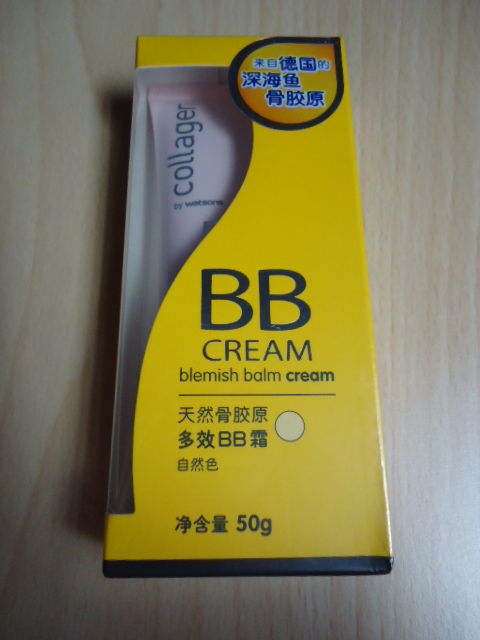 来自德国的
深海鱼
骨胶原
collagen
by watsons
BB
CREAM
blemish balm cream
天然骨胶原
多效BB霜
自然色
净含量 50g